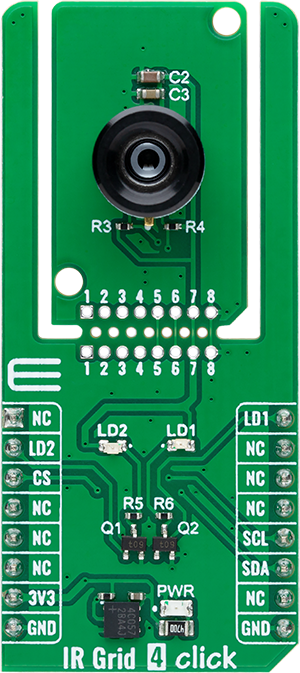 C2
C3
R3 R4
1 2 3 4 5 6 7 8
1 2 3 4 5 6 7 8
NC LD1
LD2 LD2 LD1 NC
CS NC
NC R5 R6 NC
NC Q1 Q2 SCL
NC SDA
3V3 PWR NC
GND GND
4C057
28A4J
IR Grid 4 click